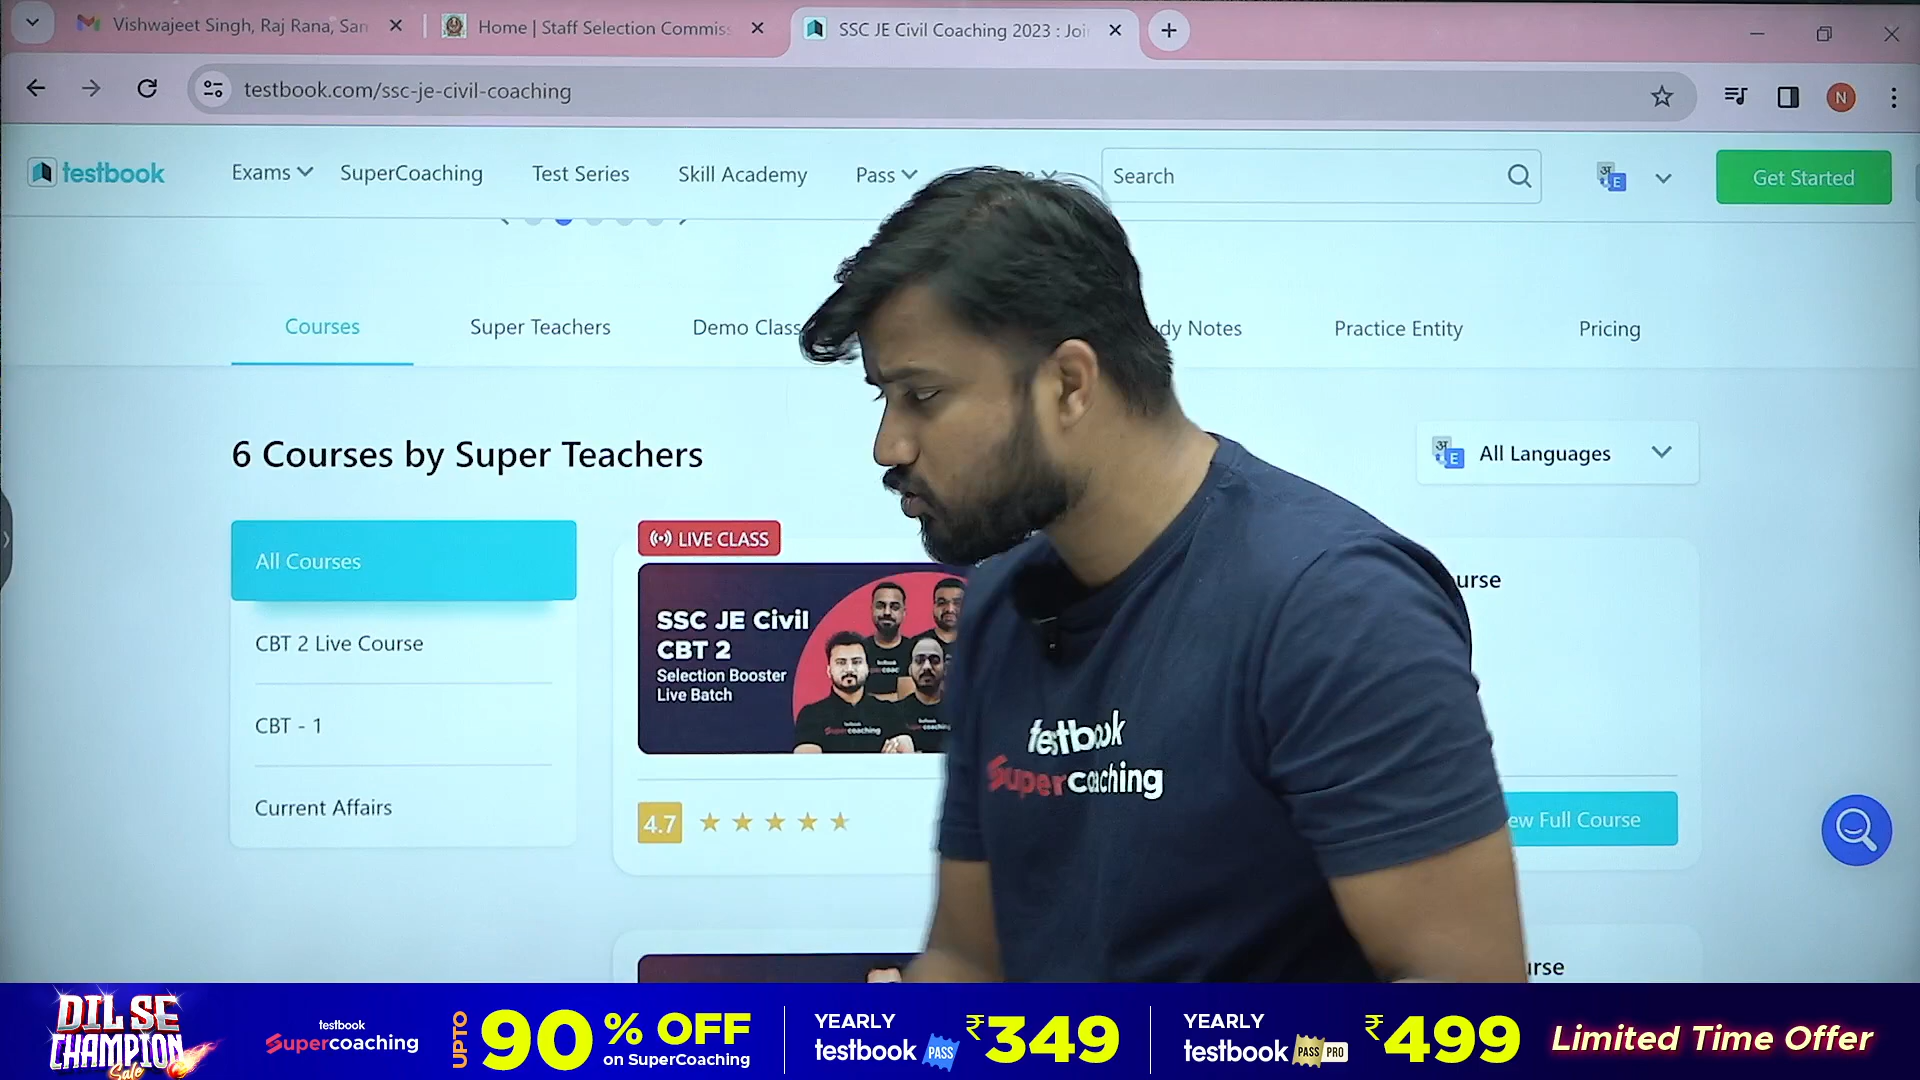 Vishwajeet Singh, Raj Rana, San
Home | Staff Selection Commiss
SSC JE Civil Coaching 2023 : Joi
testbook.com/ssc-je-civil-coaching
N
testbook
Exams
SuperCoaching
Test Series
Skill Academy
Pass
Search
Get Started
Courses
Super Teachers
Demo Class
dy Notes
Practice Entity
Pricing
6 Courses by Super Teachers
अ E All Languages
All Courses
CBT 2 Live Course
CBT - 1
Current Affairs
LIVE CLASS
SSC JE Civil
CBT 2
Selection Booster
Live Batch
urse
4.7
ew Full Course
urse
testbook
Supercoaching
DIL SE
CHAMPION
Sale
testbook
Supercoaching
UPTO 90% OFF
on SuperCoaching
YEARLY
testbook PASS ₹349
YEARLY
testbook PASS PRO ₹499
Limited Time Offer